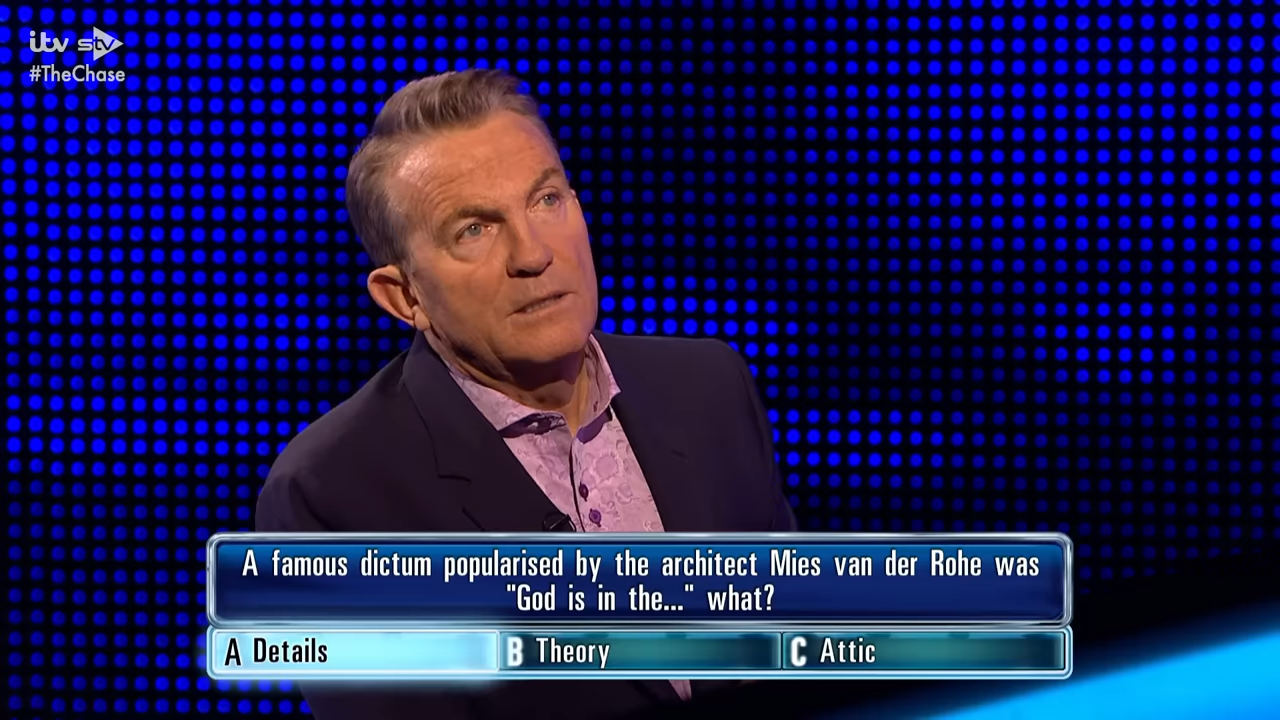 itv stv
#TheChase
A famous dictum popularised by the architect Mies van der Rohe was
"God is in the..." what?
A Details
B Theory
C Attic